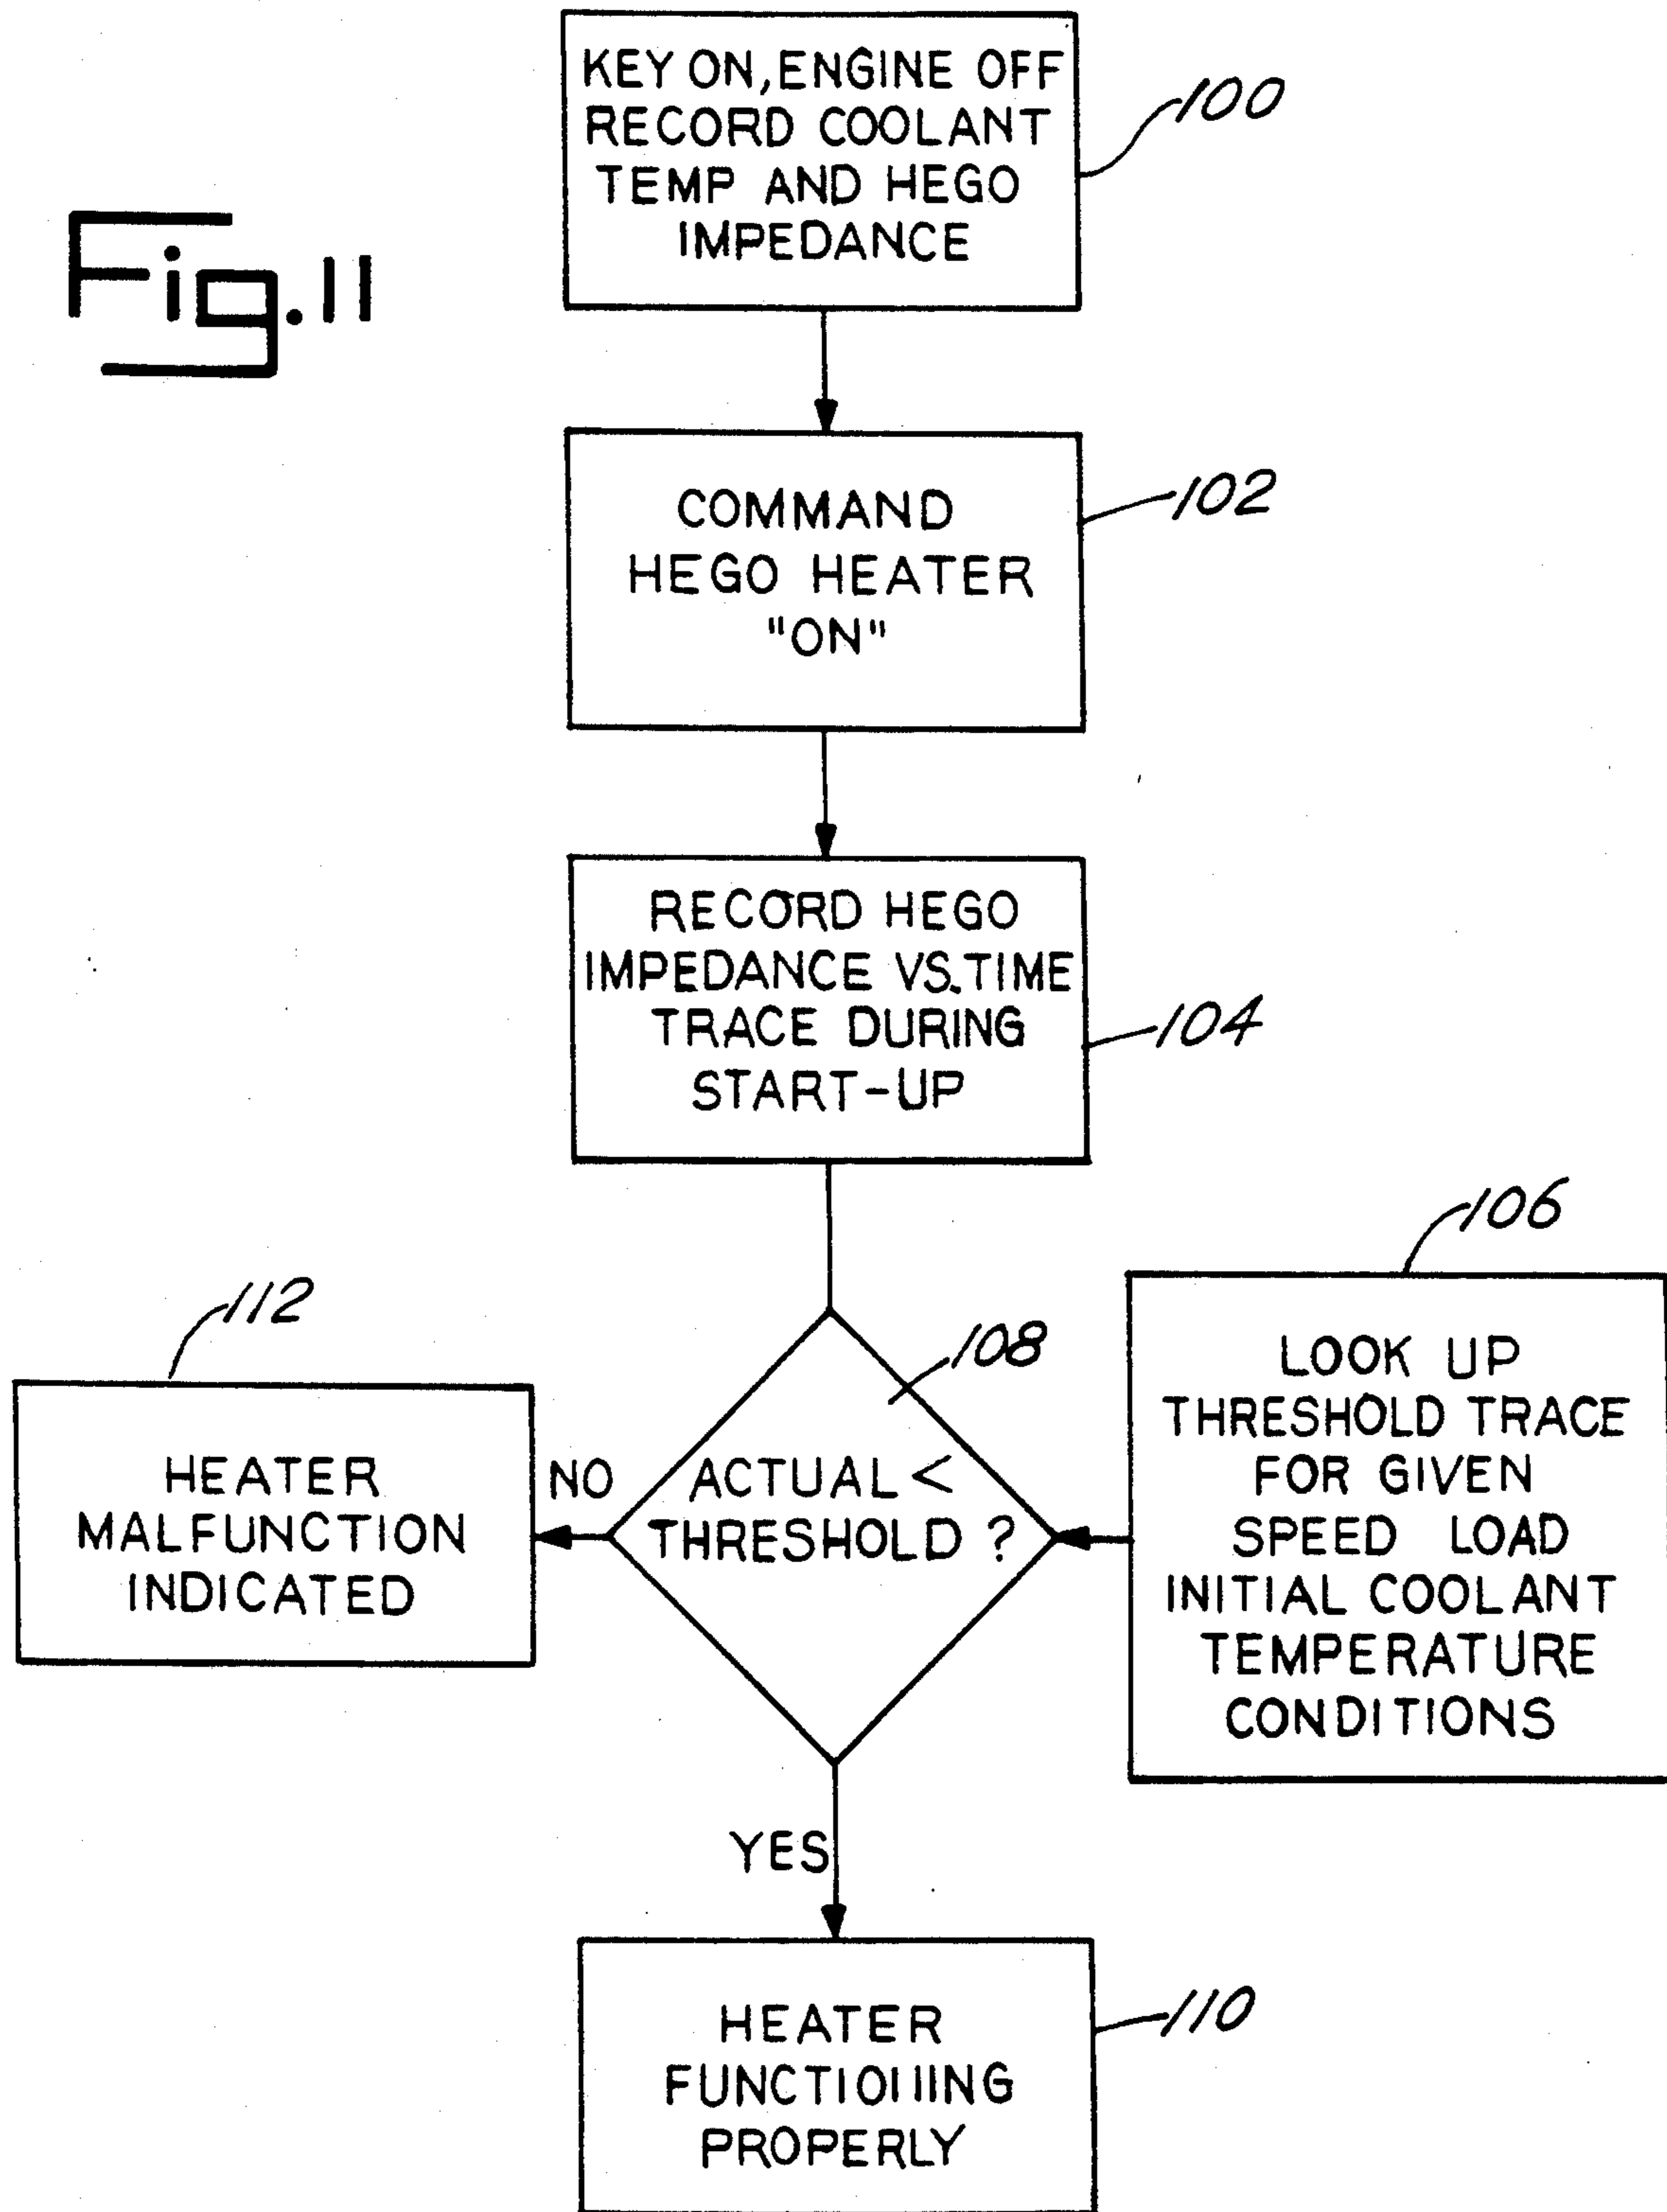 Fig. 11
KEY ON, ENGINE OFF
RECORD COOLANT
TEMP AND HEGO
IMPEDANCE
100
COMMAND
HEGO HEATER
"ON"
102
RECORD HEGO
IMPEDANCE VS. TIME
TRACE DURING
START-UP
104
106
LOOK UP
THRESHOLD TRACE
FOR GIVEN
SPEED LOAD
INITIAL COOLANT
TEMPERATURE
CONDITIONS
108
ACTUAL <
THRESHOLD ?
NO
112
HEATER
MALFUNCTION
INDICATED
YES
HEATER
FUNCTIONING
PROPERLY
110